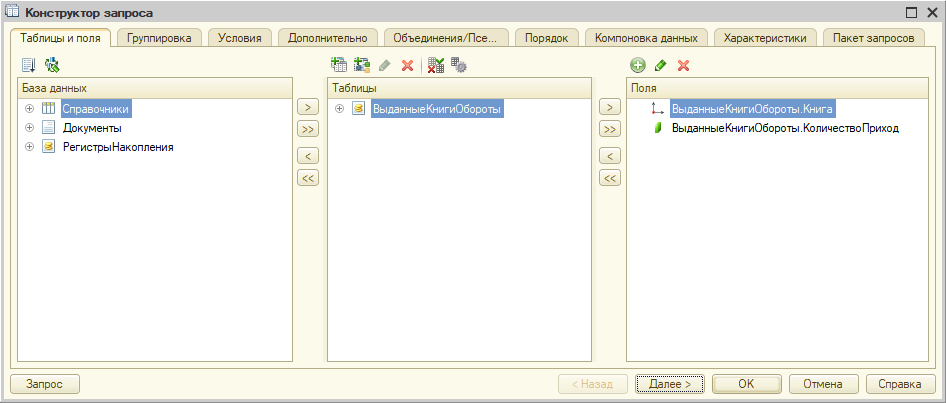 Конструктор запроса
Таблицы и поля
Группировка
Условия
Дополнительно
Объединения/Псе...
Порядок
Компоновка данных
Характеристики
Пакет запросов
База данных
Справочники
Документы
РегистрыНакопления
>
>>
<
<<
Таблицы
ВыданныеКнигиОбороты
>
>>
<
<<
Поля
ВыданныеКнигиОбороты.Книга
ВыданныеКнигиОбороты.КоличествоПриход
Запрос
< Назад
Далее >
OK
Отмена
Справка